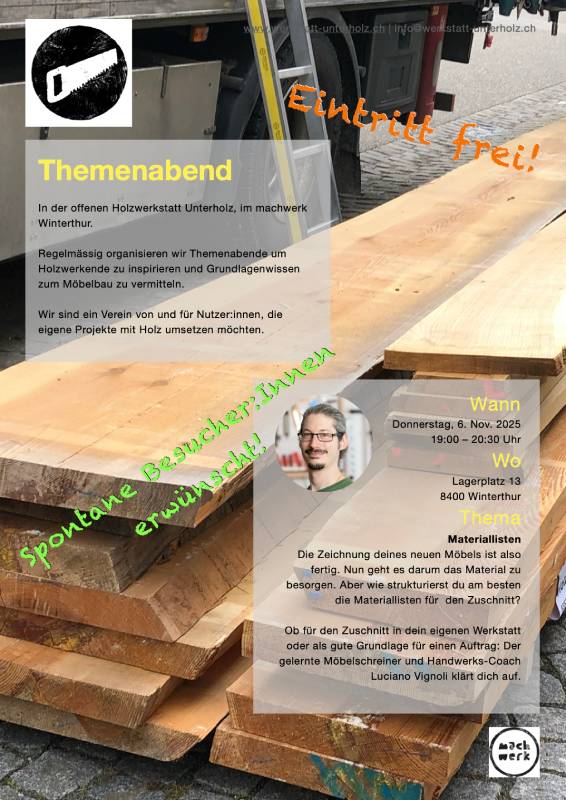 www.werkstatt-unterholz.ch | info@werkstatt-unterholz.ch
Eintritt frei!
Themenabend
In der offenen Holzwerkstatt Unterholz, im machwerk
Winterthur.
Regelmässig organisieren wir Themenabende um
Holzwerkende zu inspirieren und Grundlagenwissen
zum Möbelbau zu vermitteln.
Wir sind ein Verein von und für Nutzer:innen, die
eigene Projekte mit Holz umsetzen möchten.
Spontane Besucher:Innen
erwünscht!
Wann
Donnerstag, 6. Nov. 2025
19:00 – 20:30 Uhr
Wo
Lagerplatz 13
8400 Winterthur
Thema
Materiallisten
Die Zeichnung deines neuen Möbels ist also
fertig. Nun geht es darum das Material zu
besorgen. Aber wie strukturierst du am besten
die Materiallisten für  den Zuschnitt?
Ob für den Zuschnitt in dein eigenen Werkstatt
oder als gute Grundlage für einen Auftrag: Der
gelernte Möbelschreiner und Handwerks-Coach
Luciano Vignoli klärt dich auf.
mach
werk